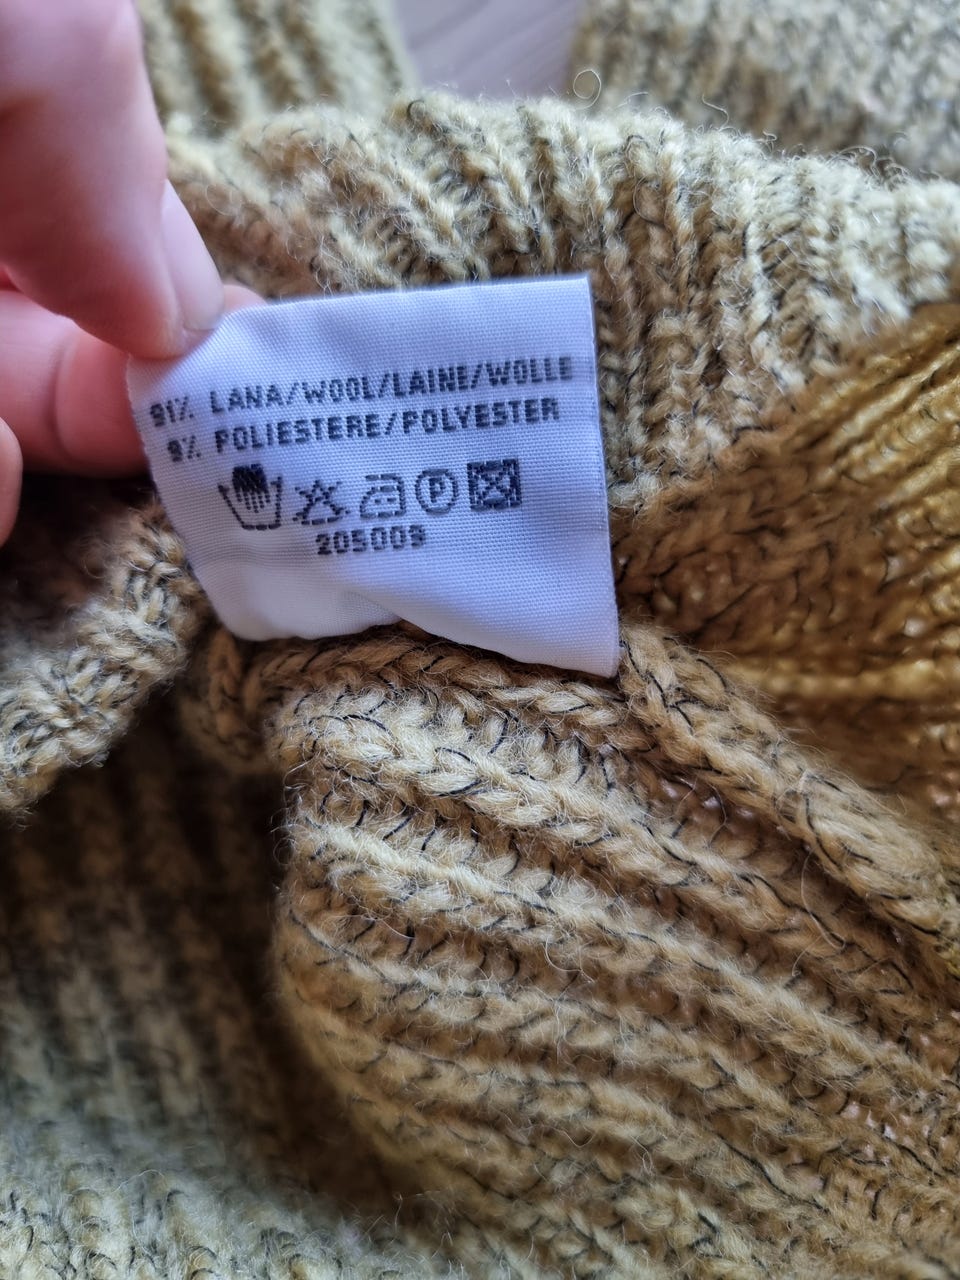 91% LANA/WOOL/LAINE/WOLLE
9% POLIESTERE/POLYESTER
P
205009